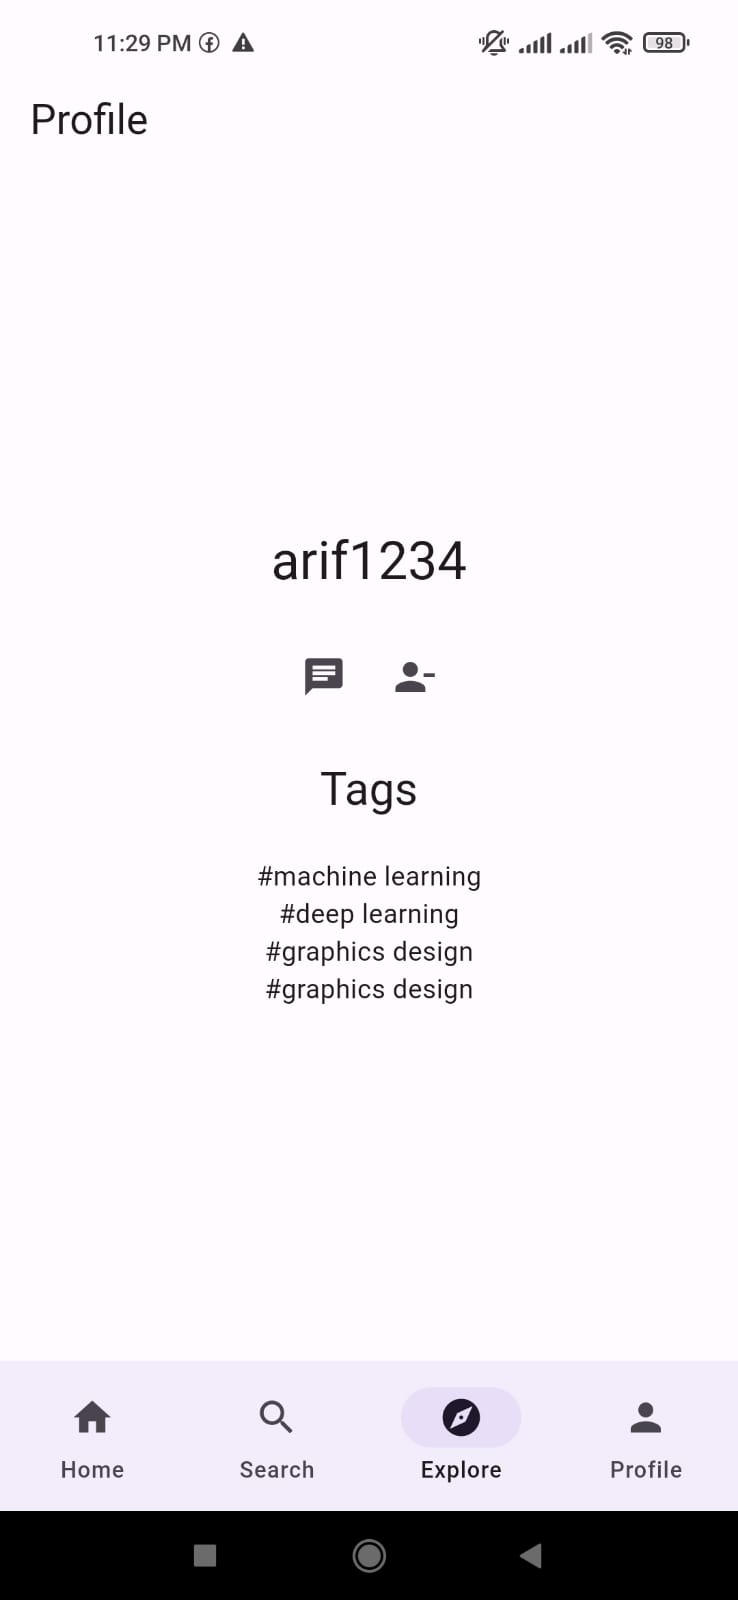 11:29 PM
98
Profile
arif1234
Tags
#machine learning
#deep learning
#graphics design
#graphics design
Home Search Explore Profile